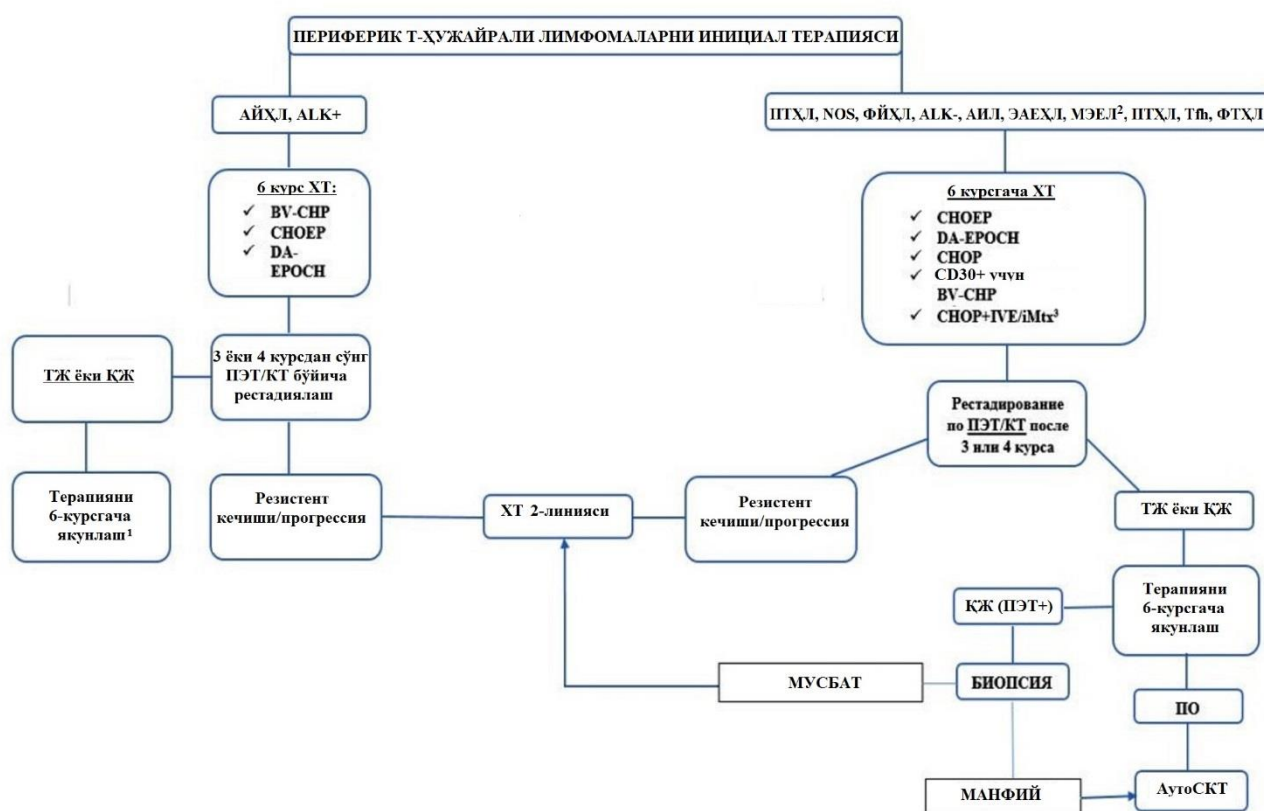 ПЕРИФЕРИК Т-ҲУЖАЙРАЛИ ЛИМФОМАЛАРНИ ИНИЦИАЛ ТЕРАПИЯСИ
АЙҲЛ, ALK+
ПТҲЛ, NOS, ФЙҲЛ, ALK-, АИЛ, ЭАЕҲЛ, МЭЕЛ², ПТҲЛ, Tfh, ФТҲЛ
6 курс ХТ:
✓ BV-CHP
✓ CHOEP
✓ DA-
EPOCH
6 курсгача ХТ
✓ CHOEP
✓ DA-EPOCH
✓ CHOP
✓ CD30+ учун
BV-CHP
✓ CHOP+IVE/iMtx³
ТЖ ёки ҚЖ
3 ёки 4 курсдан сўнг
ПЭТ/КТ бўйича
рестадиялаш
Рестадирование
по ПЭТ/КТ после
3 или 4 курса
Терапияни
6-курсгача
якунлаш¹
Резистент
кечиши/прогрессия
ХТ 2-линияси
Резистент
кечиши/прогрессия
ТЖ ёки ҚЖ
ҚЖ (ПЭТ+)
Терапияни
6-курсгача
якунлаш
МУСБАТ
БИОПСИЯ
ПО
МАНФИЙ
АутоСКТ